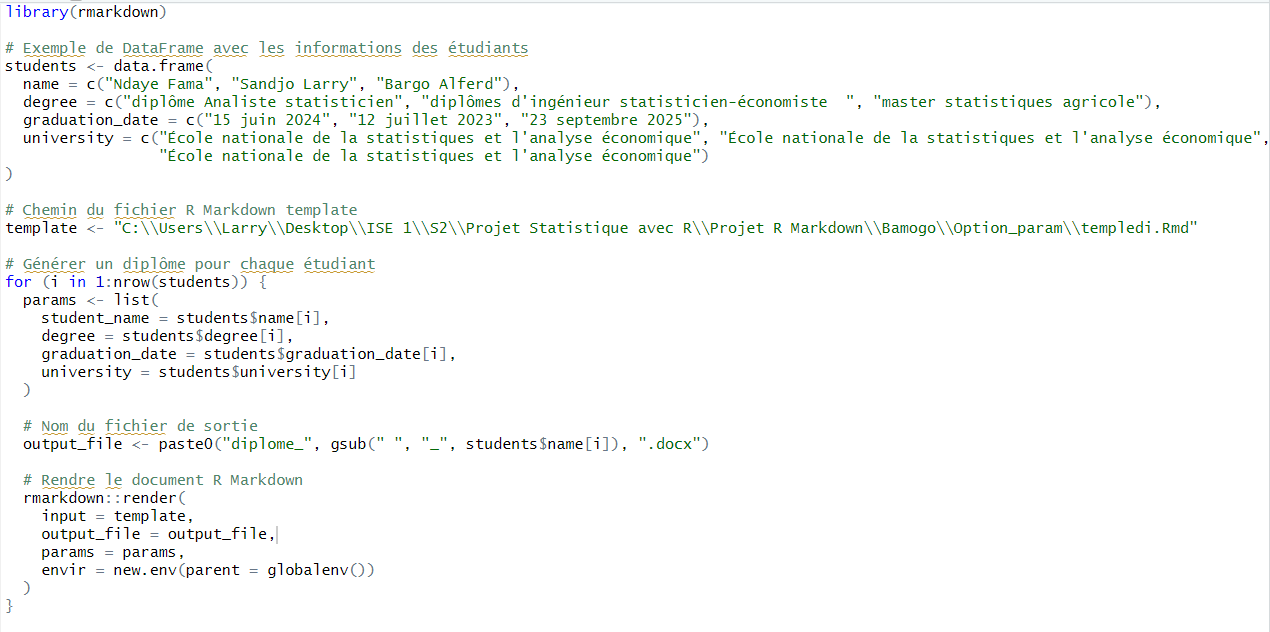 library(rmarkdown)
# Exemple de DataFrame avec les informations des étudiants
students <- data.frame(
  name = c("Ndaye Fama", "Sandjo Larry", "Bargo Alferd"),
  degree = c("diplôme Analiste statisticien", "diplômes d'ingénieur statisticien-économiste  ", "master statistiques agricole"),
  graduation_date = c("15 juin 2024", "12 juillet 2023", "23 septembre 2025"),
  university = c("École nationale de la statistiques et l'analyse économique", "École nationale de la statistiques et l'analyse économique",
                 "École nationale de la statistiques et l'analyse économique")
)
# Chemin du fichier R Markdown template
template <- "C:\\Users\\Larry\\Desktop\\ISE 1\\S2\\Projet Statistique avec R\\Projet R Markdown\\Bamogo\\Option_param\\templedi.Rmd"
# Générer un diplôme pour chaque étudiant
for (i in 1:nrow(students)) {
  params <- list(
    student_name = students$name[i],
    degree = students$degree[i],
    graduation_date = students$graduation_date[i],
    university = students$university[i]
  )
  # Nom du fichier de sortie
  output_file <- paste0("diplome_", gsub(" ", "_", students$name[i]), ".docx")
  # Rendre le document R Markdown
  rmarkdown::render(
    input = template,
    output_file = output_file,
    params = params,
    envir = new.env(parent = globalenv())
  )
}